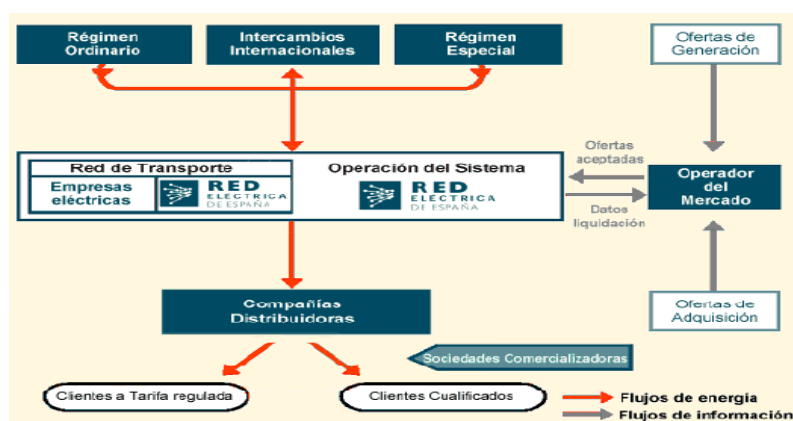 Régimen
Ordinario
Intercambios
Internacionales
Régimen
Especial
Ofertas de
Generación
Red de Transporte
Empresas
eléctricas
RED
ELÉCTRICA
DE ESPAÑA
Operación del Sistema
RED
ELÉCTRICA
DE ESPAÑA
Ofertas
aceptadas
Datos
liquidación
Operador
del
Mercado
Compañías
Distribuidoras
Ofertas de
Adquisición
Sociedades Comercializadoras
Clientes a Tarifa regulada
Clientes Cualificados
Flujos de energía
Flujos de información